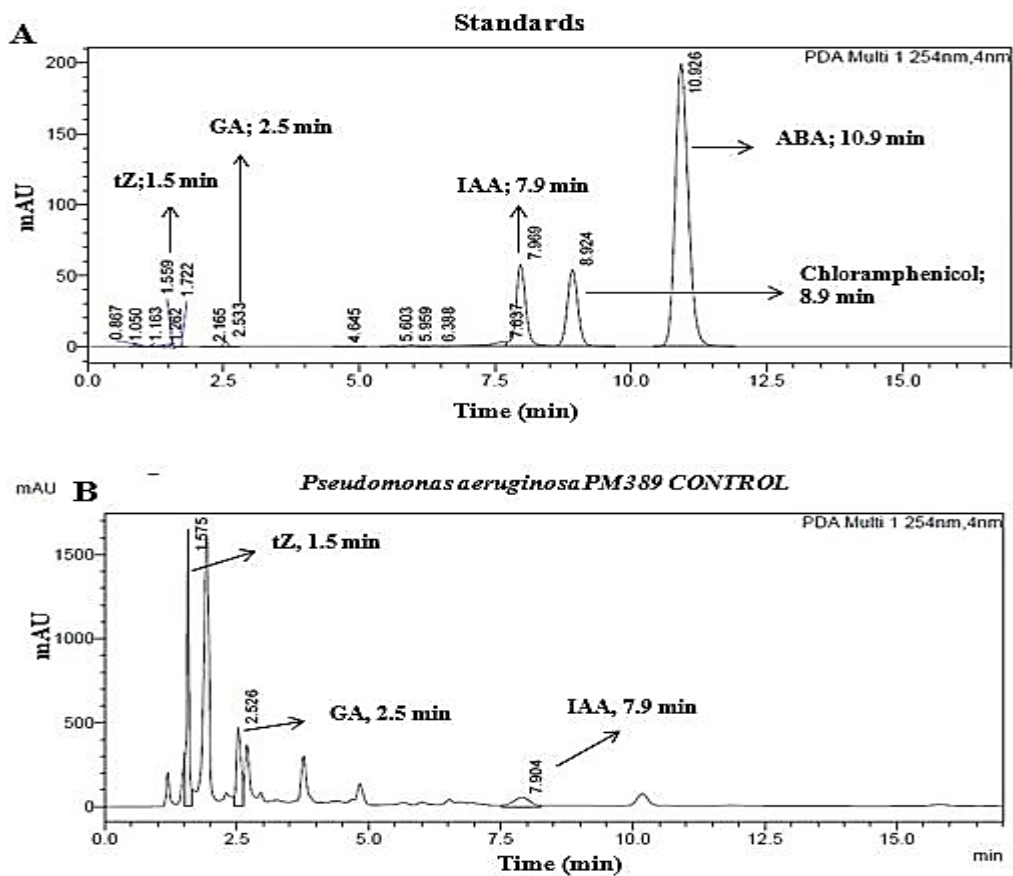 Standards
A
PDA Multi 1 254nm,4nm
200
150
100
50
0
mAU
GA; 2.5 min
tZ;1.5 min
IAA; 7.9 min
ABA; 10.9 min
Chloramphenicol;
8.9 min
0.867
1.050
1.163
1.559
1.262
1.722
2.165
2.533
4.645
5.603
5.959
6.398
7.637
7.969
8.924
10.926
0.0 2.5 5.0 7.5 10.0 12.5 15.0
Time (min)
mAU
B
Pseudomonas aeruginosa PM389 CONTROL
PDA Multi 1 254nm,4nm
1500
1000
500
0
mAU
1.575
tZ, 1.5 min
2.526
GA, 2.5 min
IAA, 7.9 min
7.904
0.0 2.5 5.0 7.5 10.0 12.5 15.0
Time (min)
min